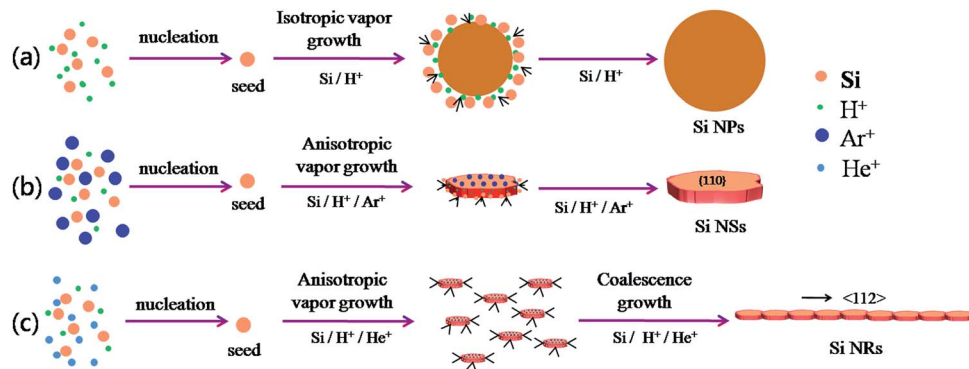 (a)
nucleation
seed
Isotropic vapor
growth
Si / H⁺
Si / H⁺
Si NPs
Si
H⁺
Ar⁺
He⁺
(b)
nucleation
seed
Anisotropic
vapor growth
Si / H⁺ / Ar⁺
Si / H⁺ / Ar⁺
{110}
Si NSs
(c)
nucleation
seed
Anisotropic
vapor growth
Si / H⁺ / He⁺
Coalescence
growth
Si / H⁺ / He⁺
<112>
Si NRs